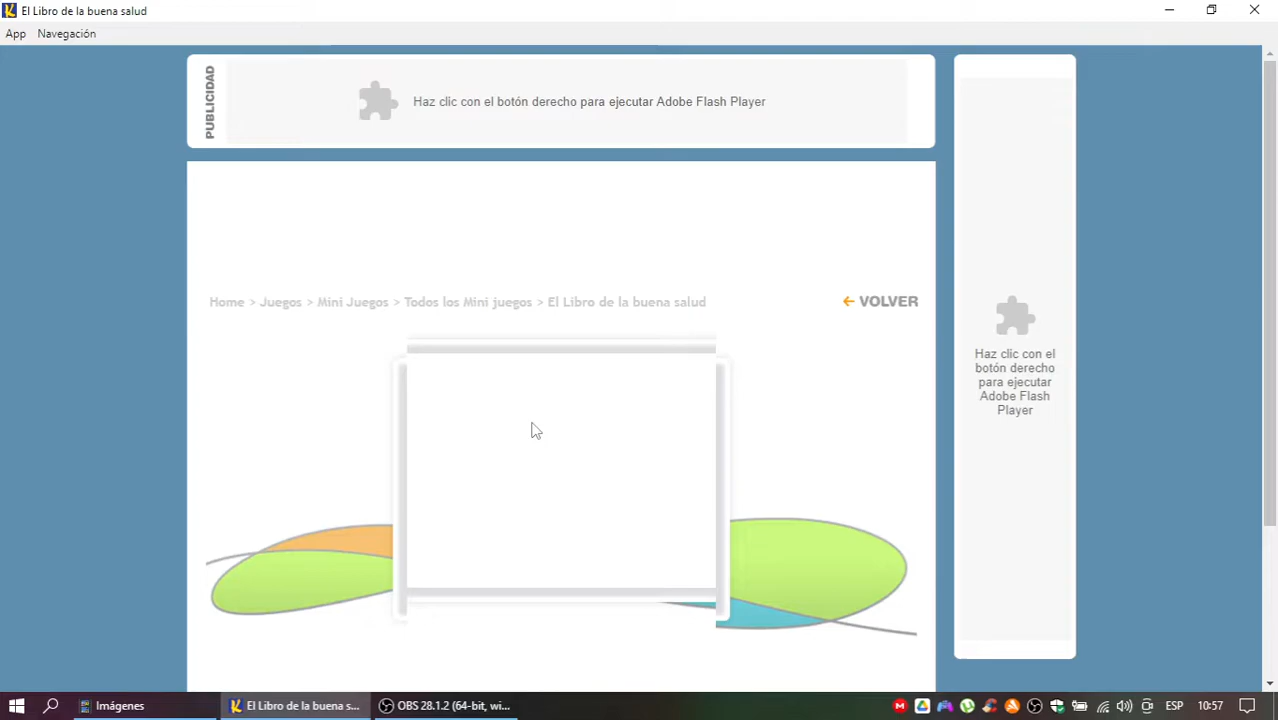 El Libro de la buena salud
App Navegación
PUBLICIDAD
Haz clic con el botón derecho para ejecutar Adobe Flash Player
Home > Juegos > Mini Juegos > Todos los Mini juegos > El Libro de la buena salud
← VOLVER
Haz clic con el
botón derecho
para ejecutar
Adobe Flash
Player
Imágenes
El Libro de la buena s...
OBS 28.1.2 (64-bit, wi...
ESP
10:57